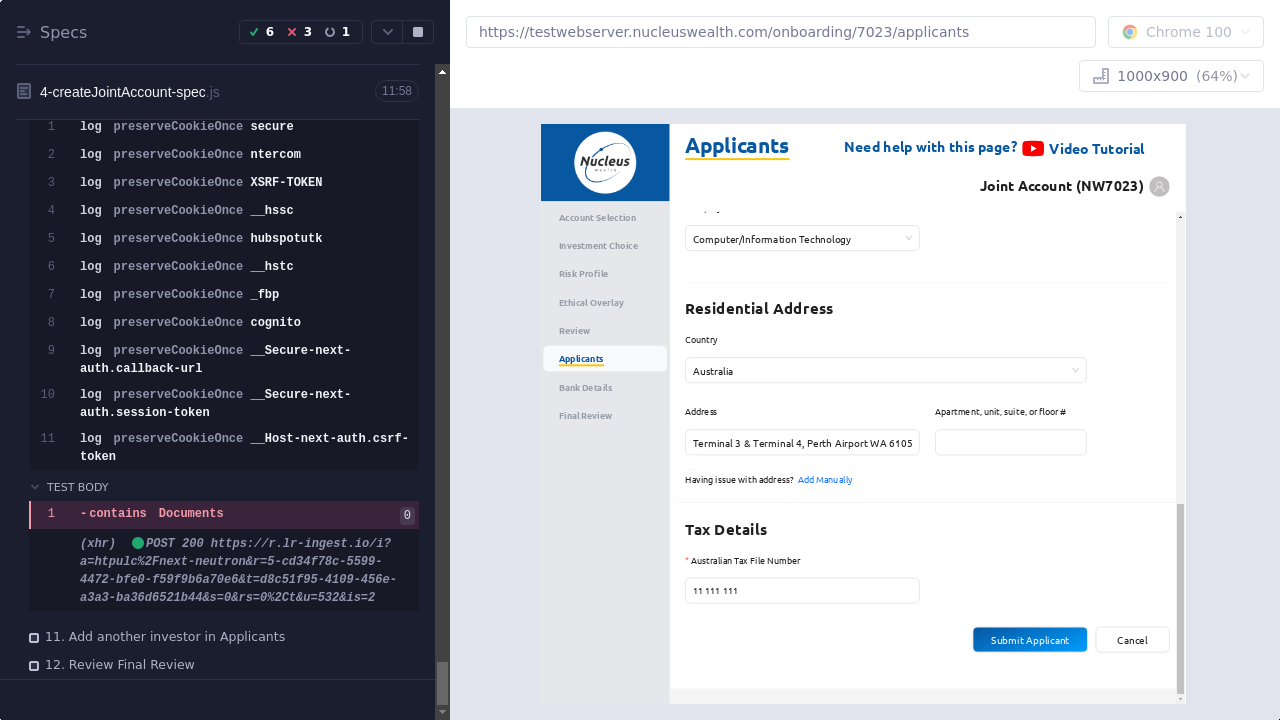 Specs
6 3 1
4-createJointAccount-spec.js
11:58
1 log preserveCookieOnce secure
2 log preserveCookieOnce ntercom
3 log preserveCookieOnce XSRF-TOKEN
4 log preserveCookieOnce __hssc
5 log preserveCookieOnce hubspotutk
6 log preserveCookieOnce __hstc
7 log preserveCookieOnce _fbp
8 log preserveCookieOnce cognito
9 log preserveCookieOnce __Secure-next-
auth.callback-url
10 log preserveCookieOnce __Secure-next-
auth.session-token
11 log preserveCookieOnce __Host-next-auth.csrf-
token
TEST BODY
1 -contains Documents 0
(xhr) POST 200 https://r.lr-ingest.io/i?
a=htpulc%2Fnext-neutron&r=5-cd34f78c-5599-
4472-bfe0-f59f9b6a70e6&t=d8c51f95-4109-456e-
a3a3-ba36d6521b44&s=0&rs=0%2Ct&u=532&is=2
11. Add another investor in Applicants
12. Review Final Review
https://testwebserver.nucleuswealth.com/onboarding/7023/applicants
Chrome 100
1000x900 (64%)
Nucleus
Wealth
Account Selection
Investment Choice
Risk Profile
Ethical Overlay
Review
Applicants
Bank Details
Final Review
Applicants
Need help with this page? Video Tutorial
Joint Account (NW7023)
Computer/Information Technology
Residential Address
Country
Australia
Address
Apartment, unit, suite, or floor #
Terminal 3 & Terminal 4, Perth Airport WA 6105
Having issue with address? Add Manually
Tax Details
* Australian Tax File Number
11 111 111
Submit Applicant
Cancel